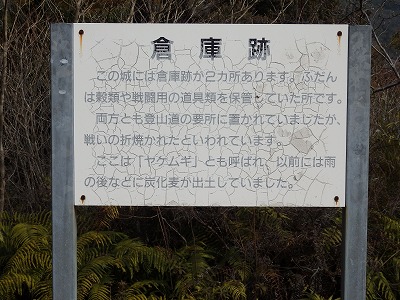 倉庫跡
この城には倉庫跡が2カ所あります。ふだん
は穀類や戦闘用の道具類を保管していた所です。
両方とも登山道の要所に置かれていましたが、
戦いの折焼かれたといわれています。
ここは「ヤケムギ」とも呼ばれ、以前には雨
の後などに炭化麦が出土していました。